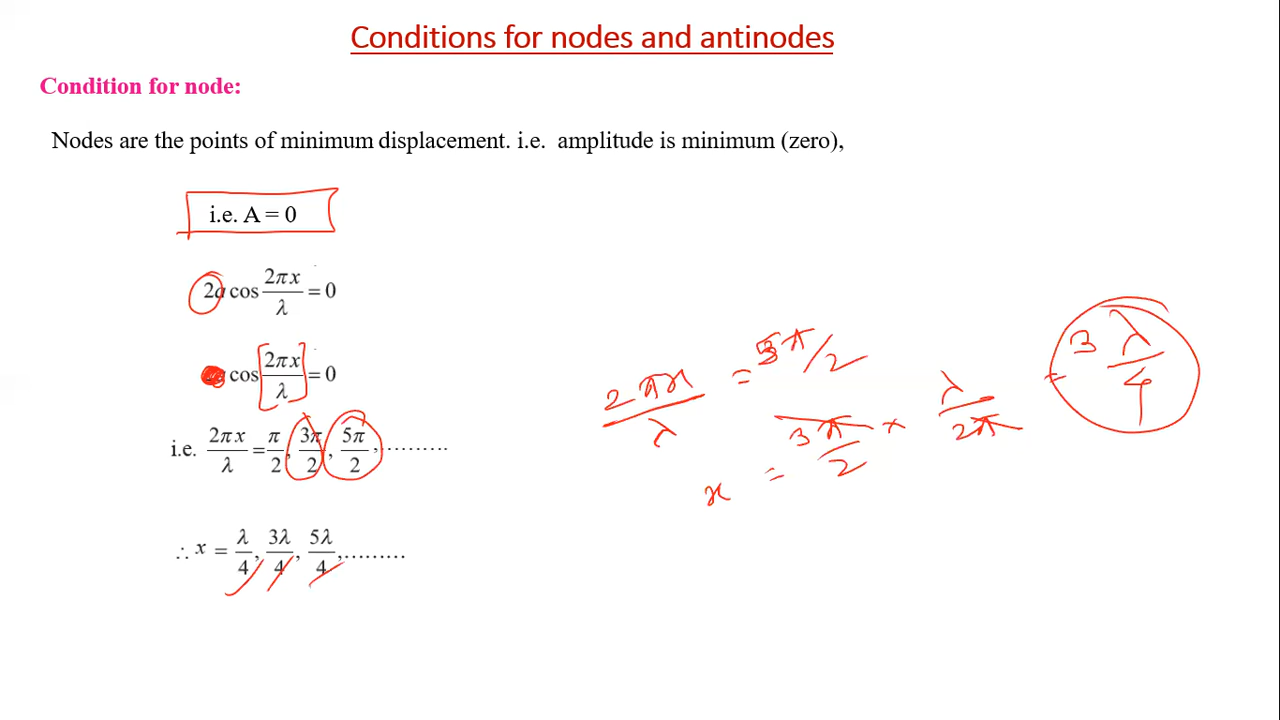 Conditions for nodes and antinodes
Condition for node:
Nodes are the points of minimum displacement. i.e. amplitude is minimum (zero),
i.e. A = 0
2a cos 2πx/λ = 0
cos [2πx/λ] = 0
i.e. 2πx/λ = π/2, 3π/2, 5π/2, ………
∴ x = λ/4, 3λ/4, 5λ/4, ………
2πx/λ = π/2
x = 3π/2 × λ/2π = 3 λ/4